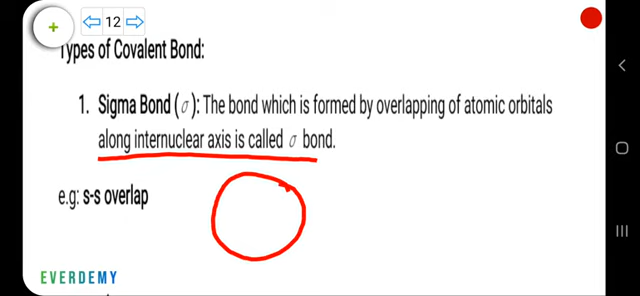 12
Types of Covalent Bond:
1. Sigma Bond (σ): The bond which is formed by overlapping of atomic orbitals
along internuclear axis is called σ bond.
e.g: s-s overlap
EVERDEMY